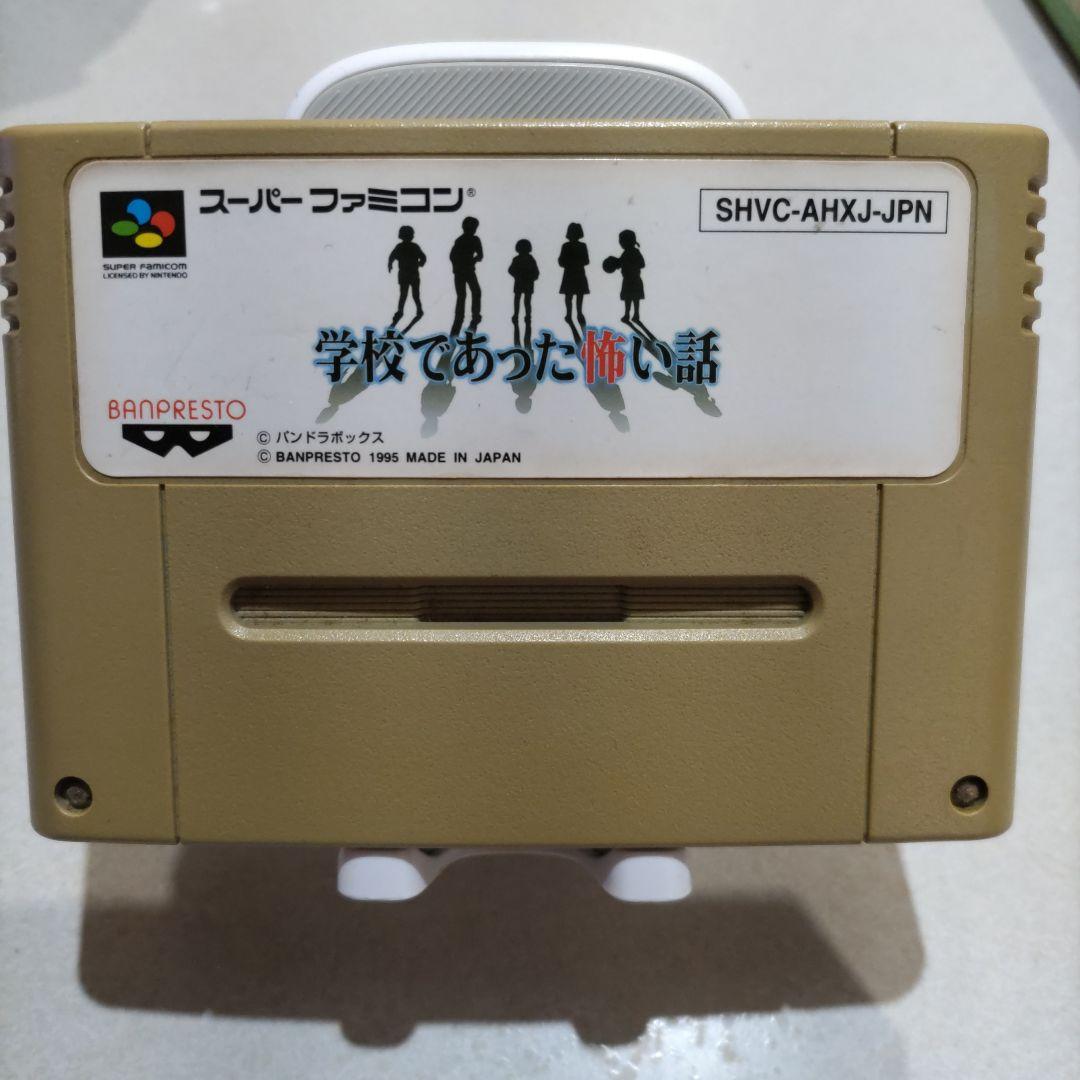 スーパーファミコン®
SHVC-AHXJ-JPN
SUPER FAMICOM
LICENSED BY NINTENDO
学校であった怖い話
BANPRESTO
© パンドラボックス
© BANPRESTO 1995 MADE IN JAPAN